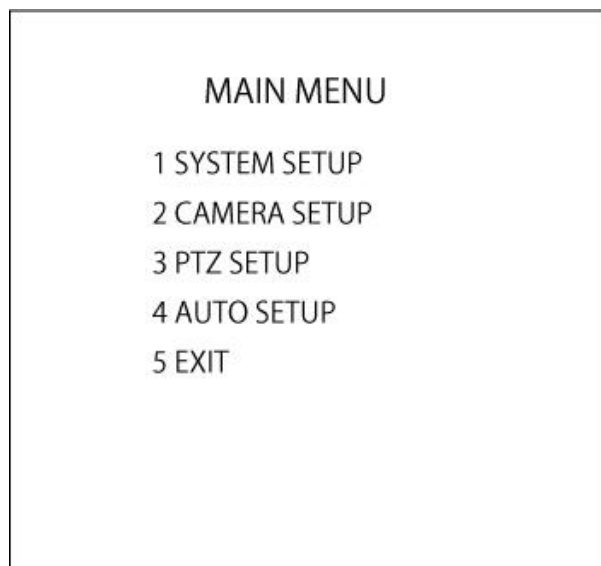 MAIN MENU
1 SYSTEM SETUP
2 CAMERA SETUP
3 PTZ SETUP
4 AUTO SETUP
5 EXIT